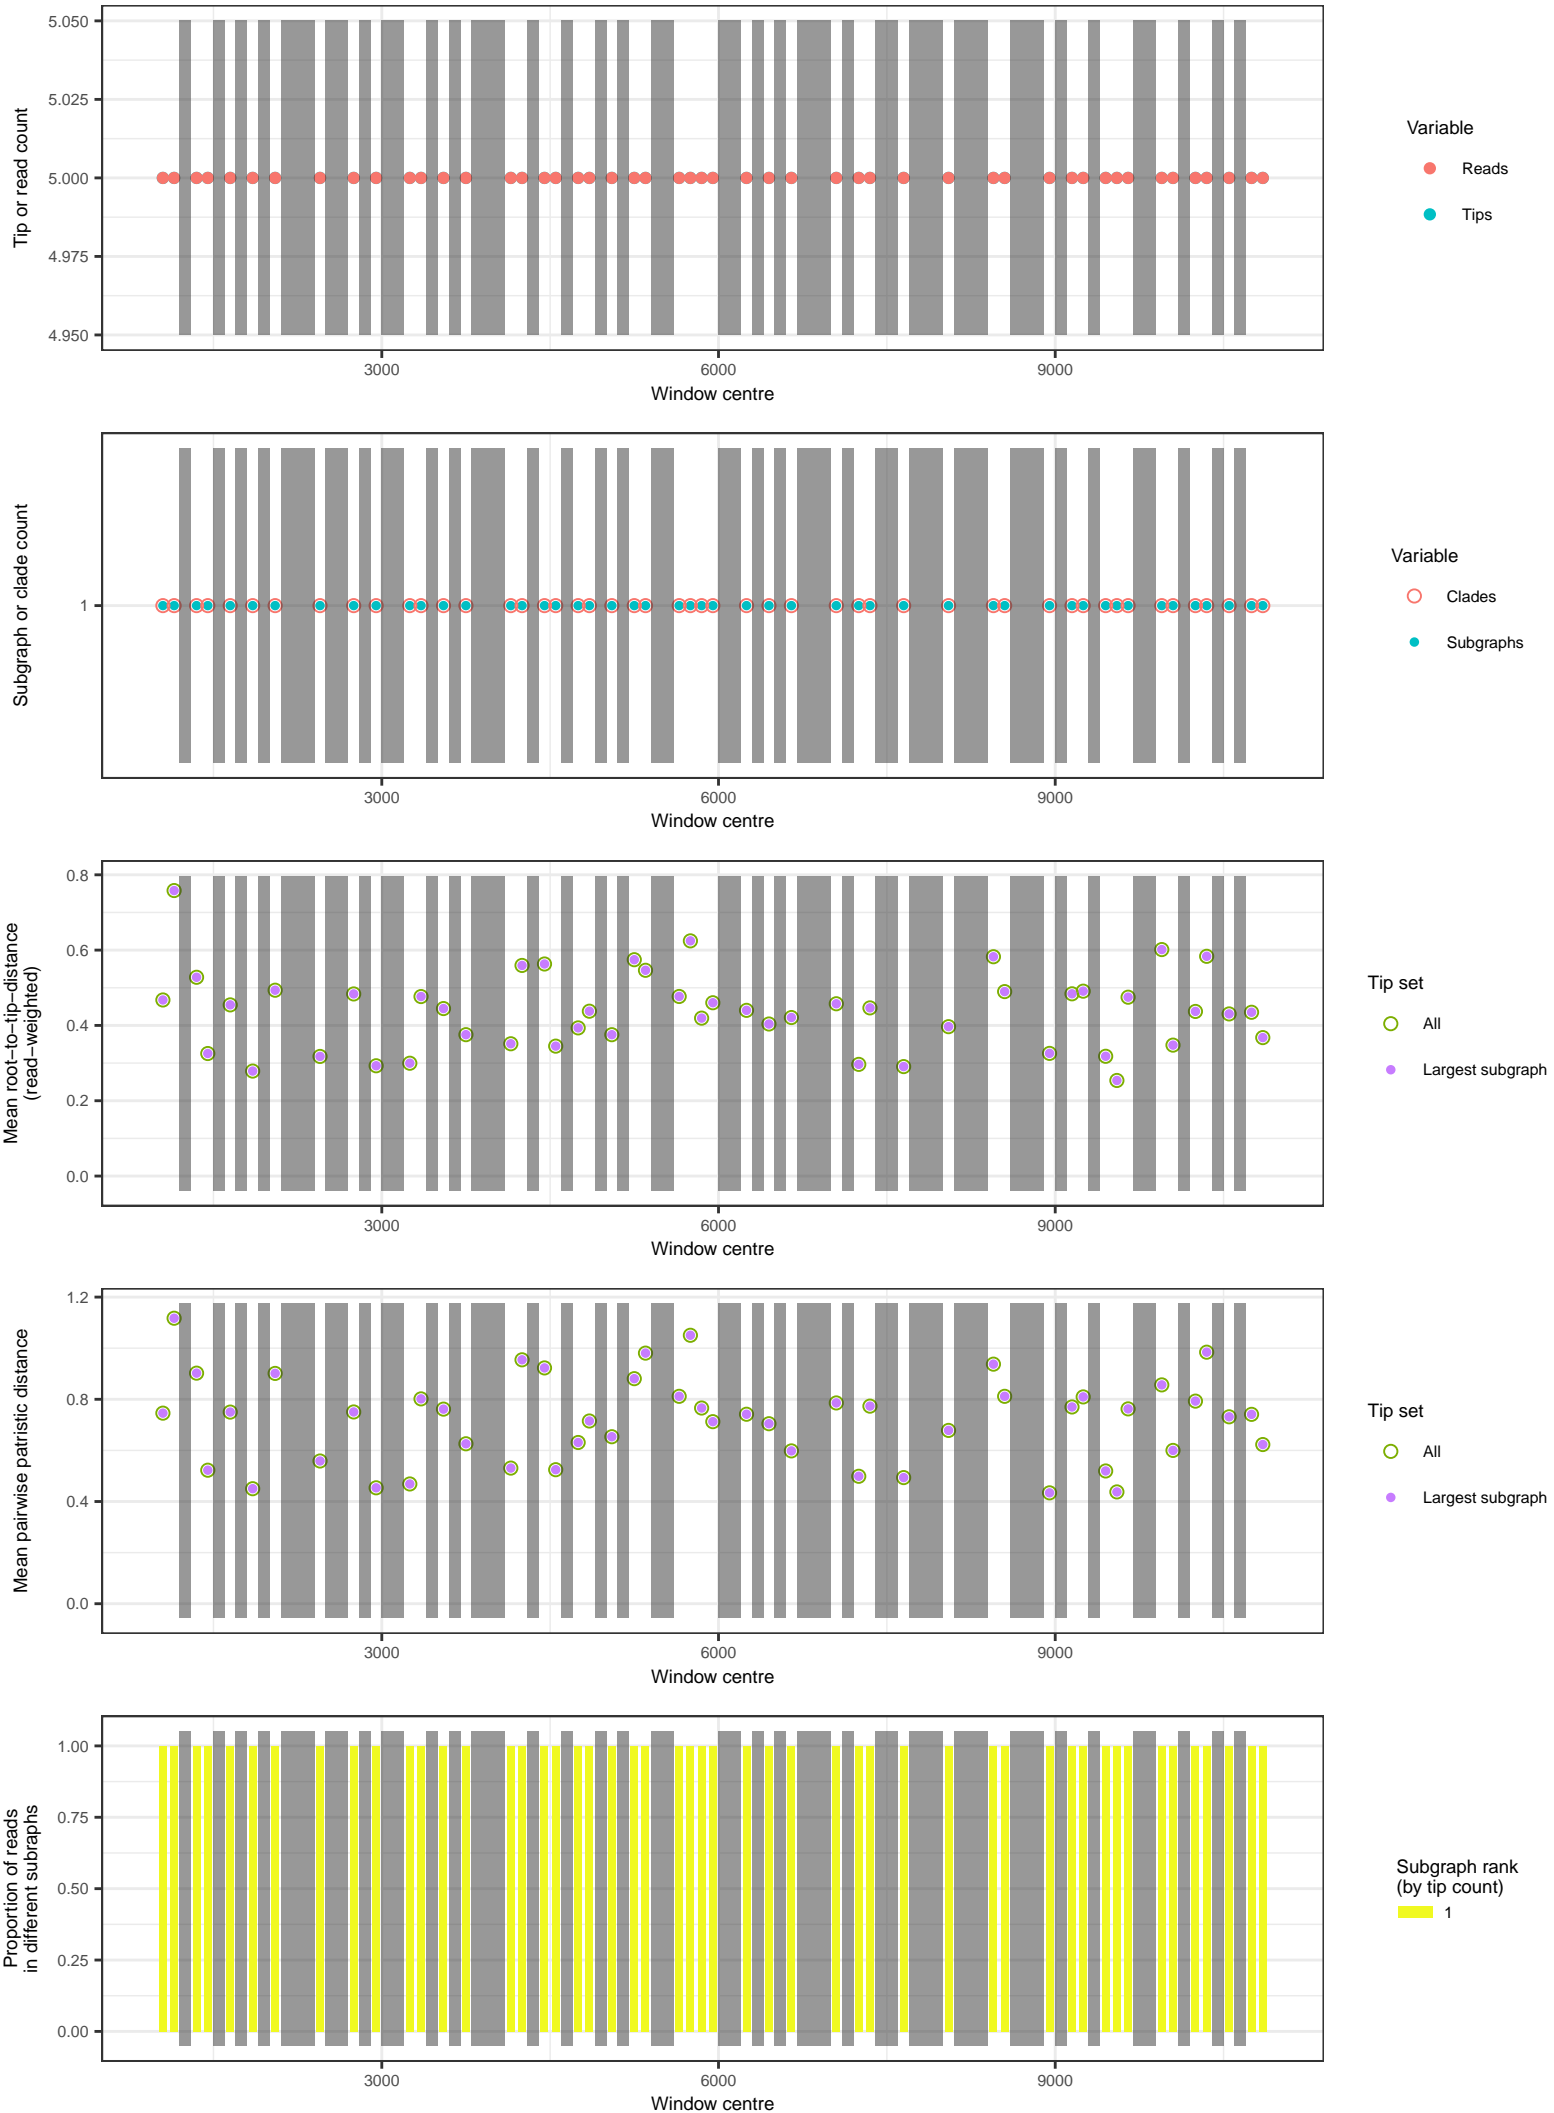 5.050
5.025
5.000
4.975
4.950
Tip or read count
3000
6000
9000
Window centre
Variable
Reads
Tips
1
Subgraph or clade count
3000
6000
9000
Window centre
Variable
Clades
Subgraphs
0.8
0.6
0.4
0.2
0.0
Mean root−to−tip−distance
(read−weighted)
3000
6000
9000
Window centre
Tip set
All
Largest subgraph
1.2
0.8
0.4
0.0
Mean pairwise patristic distance
3000
6000
9000
Window centre
Tip set
All
Largest subgraph
1.00
0.75
0.50
0.25
0.00
Proportion of reads
in different subraphs
3000
6000
9000
Window centre
Subgraph rank
(by tip count)
1